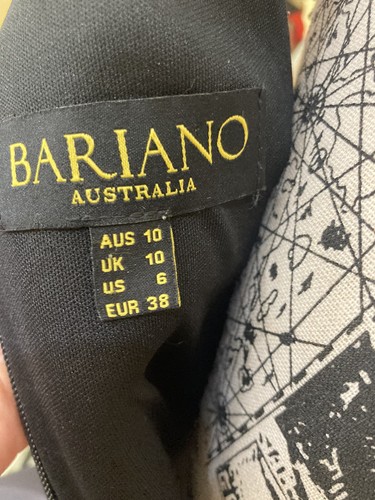 BARIANO
AUSTRALIA
AUS 10
UK 10
US 6
EUR 38